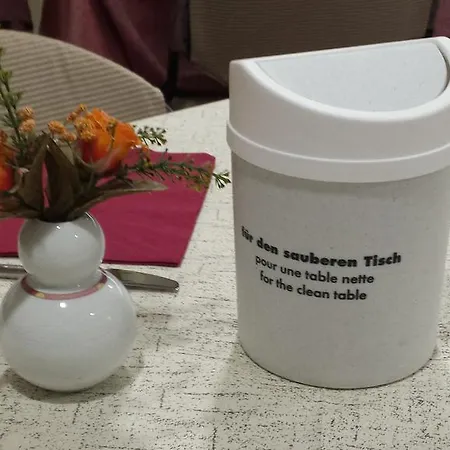 für den sauberen Tisch
pour une table nette
for the clean table